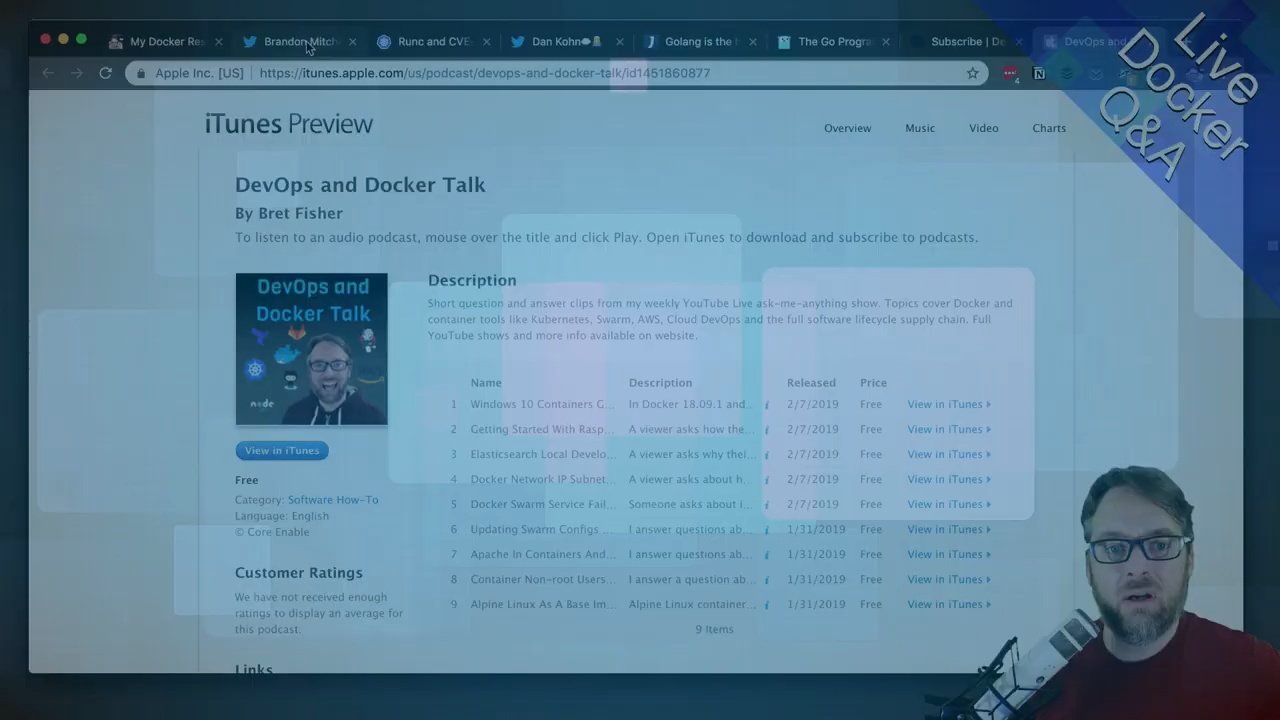 My Docker Res
Brandon Mitch
Runc and CVE-
Dan Kohn
Golang is the h
The Go Progra
Subscribe | De
DevOps and
Apple Inc. [US]
https://itunes.apple.com/us/podcast/devops-and-docker-talk/id1451860877
Live
Docker
Q&A
iTunes Preview
Overview
Music
Video
Charts
DevOps and Docker Talk
By Bret Fisher
To listen to an audio podcast, mouse over the title and click Play. Open iTunes to download and subscribe to podcasts.
DevOps and
Docker Talk
node
View in iTunes
Free
Category: Software How-To
Language: English
© Core Enable
Customer Ratings
We have not received enough
ratings to display an average for
this podcast.
Links
Description
Short question and answer clips from my weekly YouTube Live ask-me-anything show. Topics cover Docker and
container tools like Kubernetes, Swarm, AWS, Cloud DevOps and the full software lifecycle supply chain. Full
YouTube shows and more info available on website.
Name Description Released Price
1 Windows 10 Containers G... In Docker 18.09.1 and... i 2/7/2019 Free View in iTunes
2 Getting Started With Rasp... A viewer asks how the... i 2/7/2019 Free View in iTunes
3 Elasticsearch Local Develo... A viewer asks why thei... i 2/7/2019 Free View in iTunes
4 Docker Network IP Subnet... A viewer asks about h... i 2/7/2019 Free View in iTunes
5 Docker Swarm Service Fail... Someone asks about i... i 2/7/2019 Free View in iTunes
6 Updating Swarm Configs ... I answer questions ab... i 1/31/2019 Free View in iTunes
7 Apache In Containers And... I answer questions ab... i 1/31/2019 Free View in iTunes
8 Container Non-root Users... I answer a question ab... i 1/31/2019 Free View in iTunes
9 Alpine Linux As A Base Im... Alpine Linux container... i 1/31/2019 Free View in iTunes
9 Items